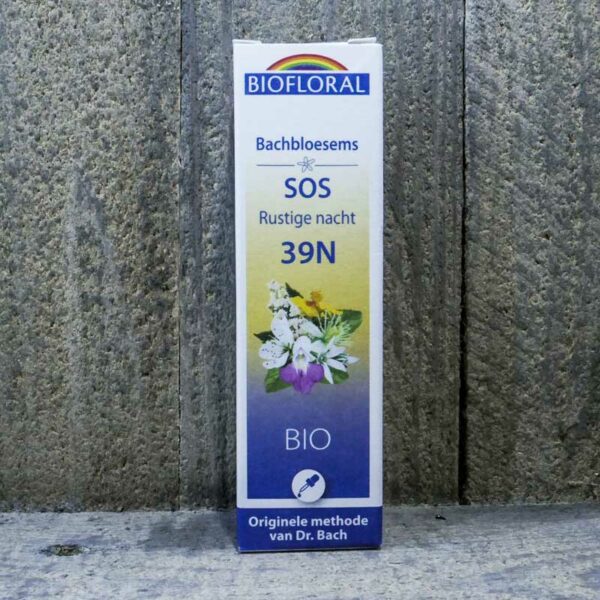 BIOFLORAL
Bachbloesems
SOS
Rustige nacht
39N
BIO
Originele methode
van Dr. Bach